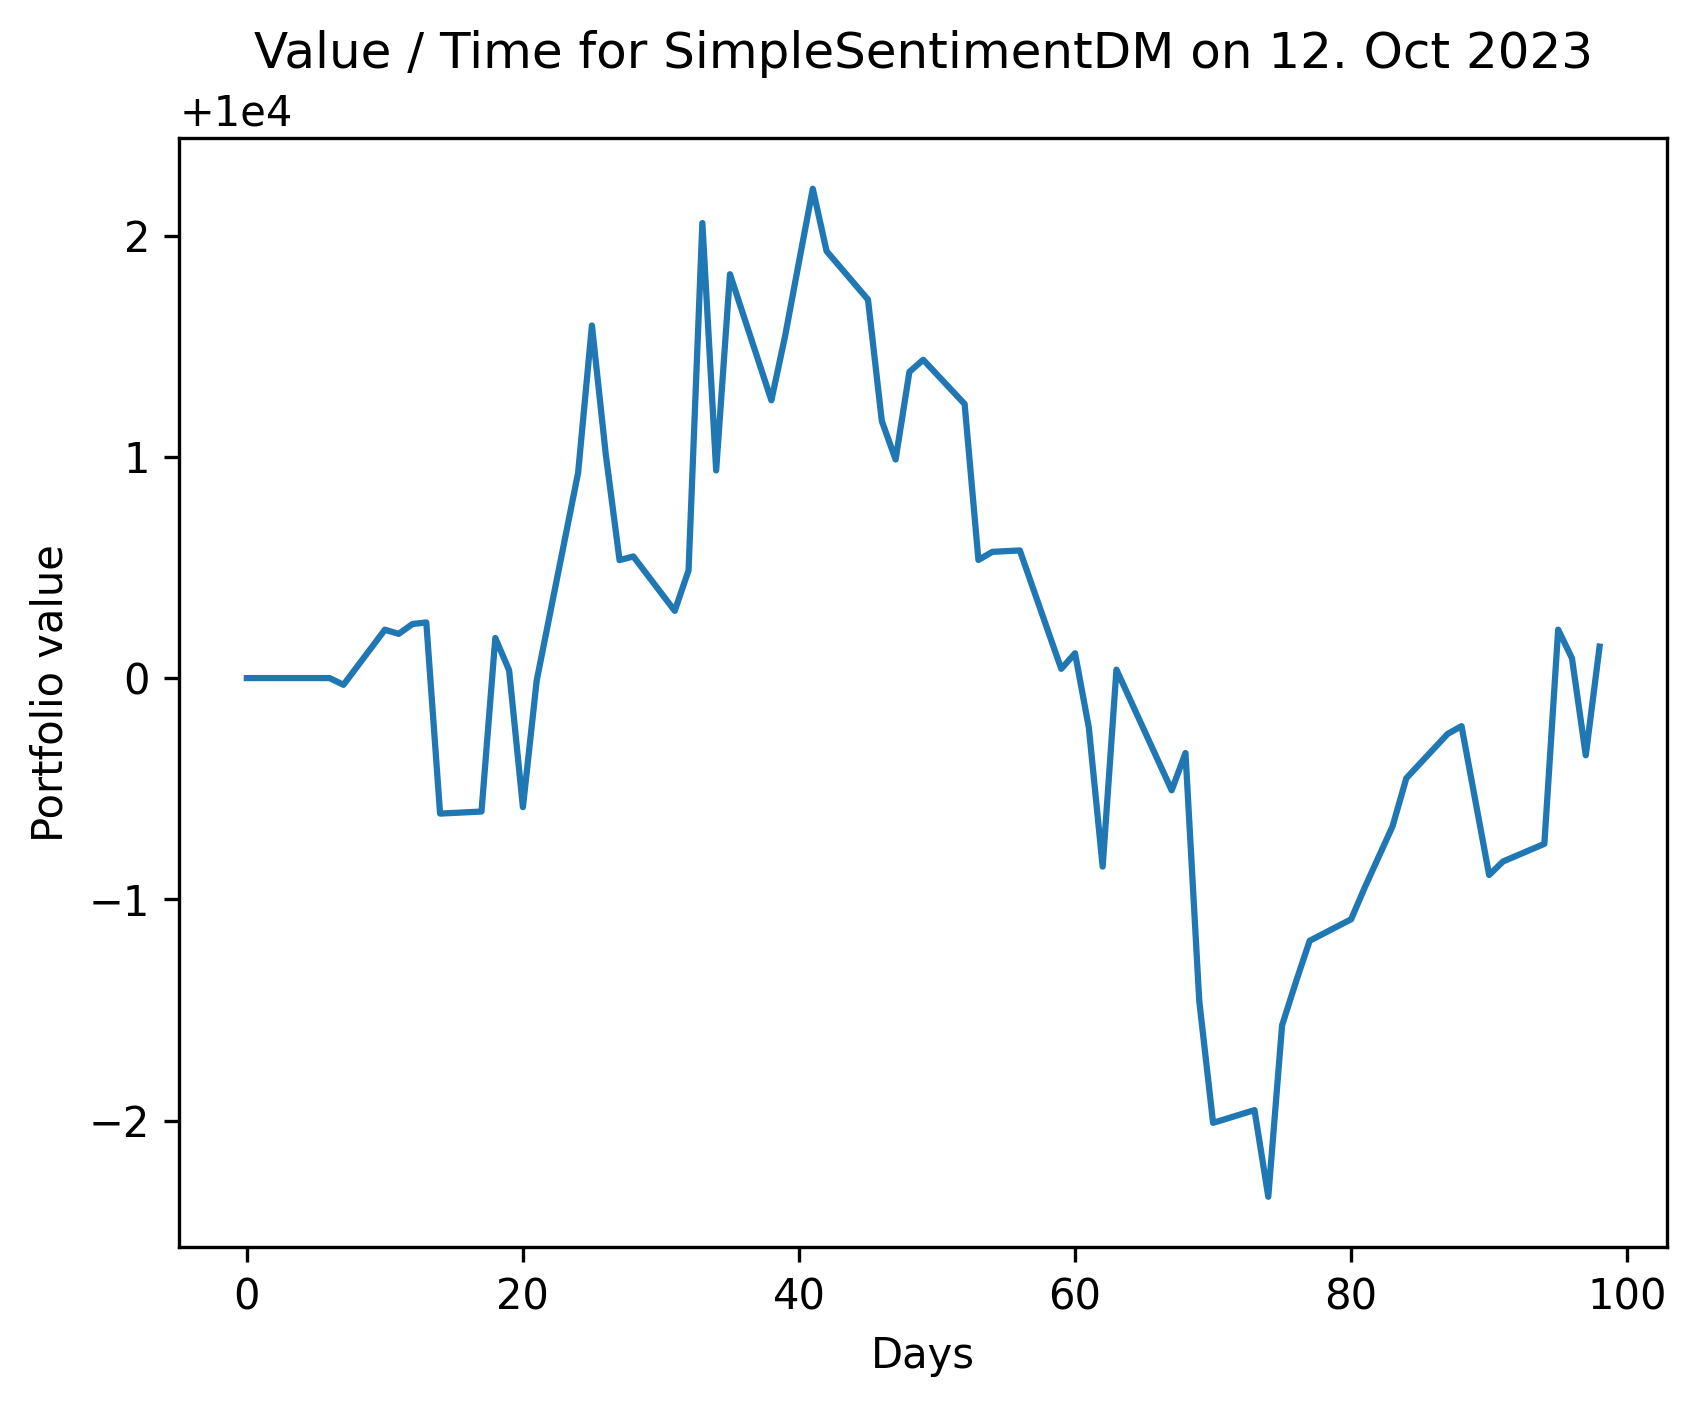 Value / Time for SimpleSentimentDM on 12. Oct 2023
+1e4
2
1
0
−1
−2
Portfolio value
0 20 40 60 80 100
Days